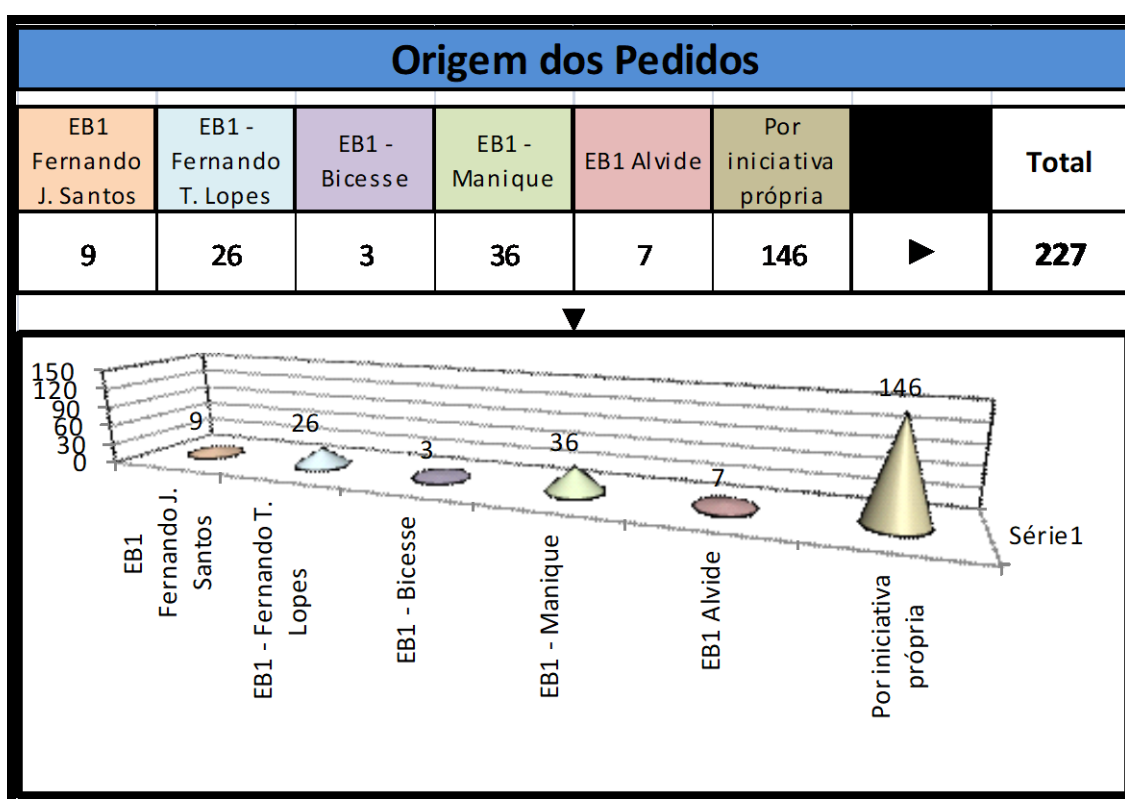 Origem dos Pedidos
EB1
Fernando
J. Santos
EB1 -
Fernando
T. Lopes
EB1 -
Bicesse
EB1 -
Manique
EB1 Alvide
Por
iniciativa
própria
Total
9
26
3
36
7
146
227
150
120
90
60
30
0
9
26
3
36
7
146
EB1
Fernando J.
Santos
EB1 - Fernando T.
Lopes
EB1 - Bicesse
EB1 - Manique
EB1 Alvide
Por iniciativa
própria
Série1